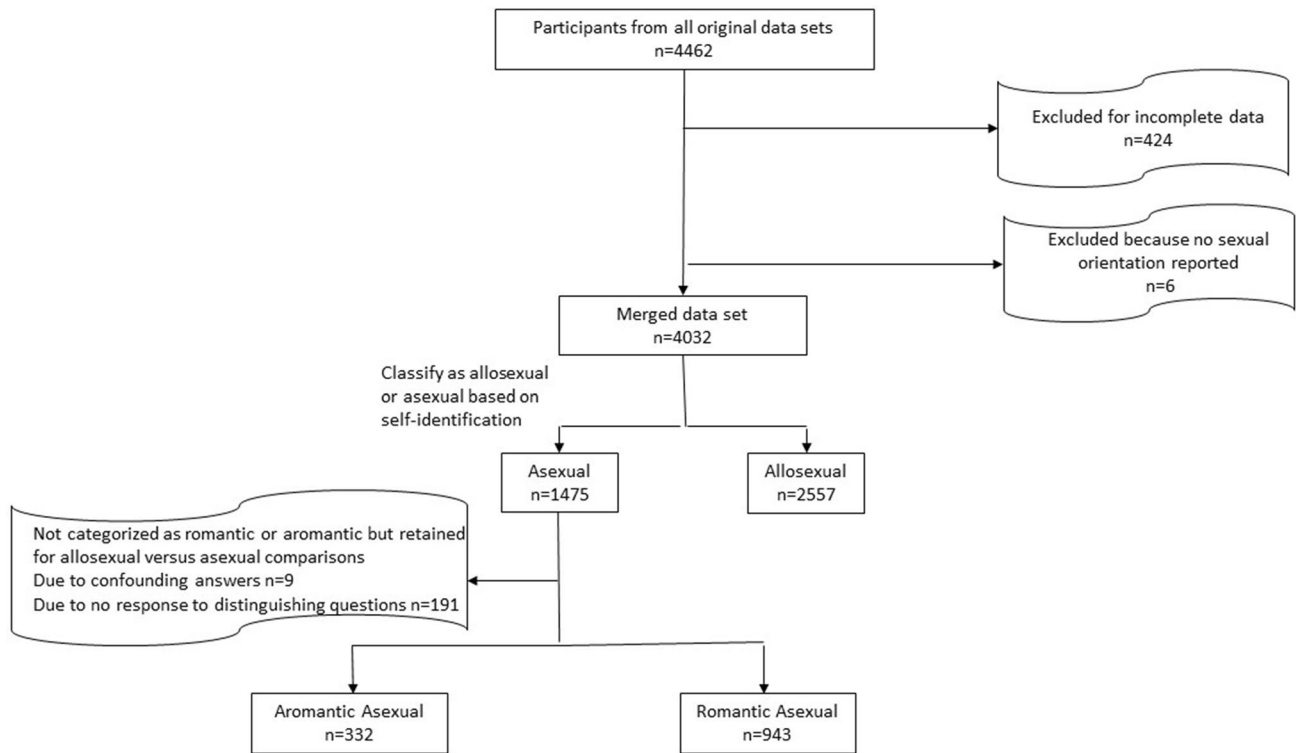 Participants from all original data sets
n=4462
Excluded for incomplete data
n=424
Excluded because no sexual
orientation reported
n=6
Merged data set
n=4032
Classify as allosexual
or asexual based on
self-identification
Asexual
n=1475
Allosexual
n=2557
Not categorized as romantic or aromantic but retained
for allosexual versus asexual comparisons
Due to confounding answers n=9
Due to no response to distinguishing questions n=191
Aromantic Asexual
n=332
Romantic Asexual
n=943